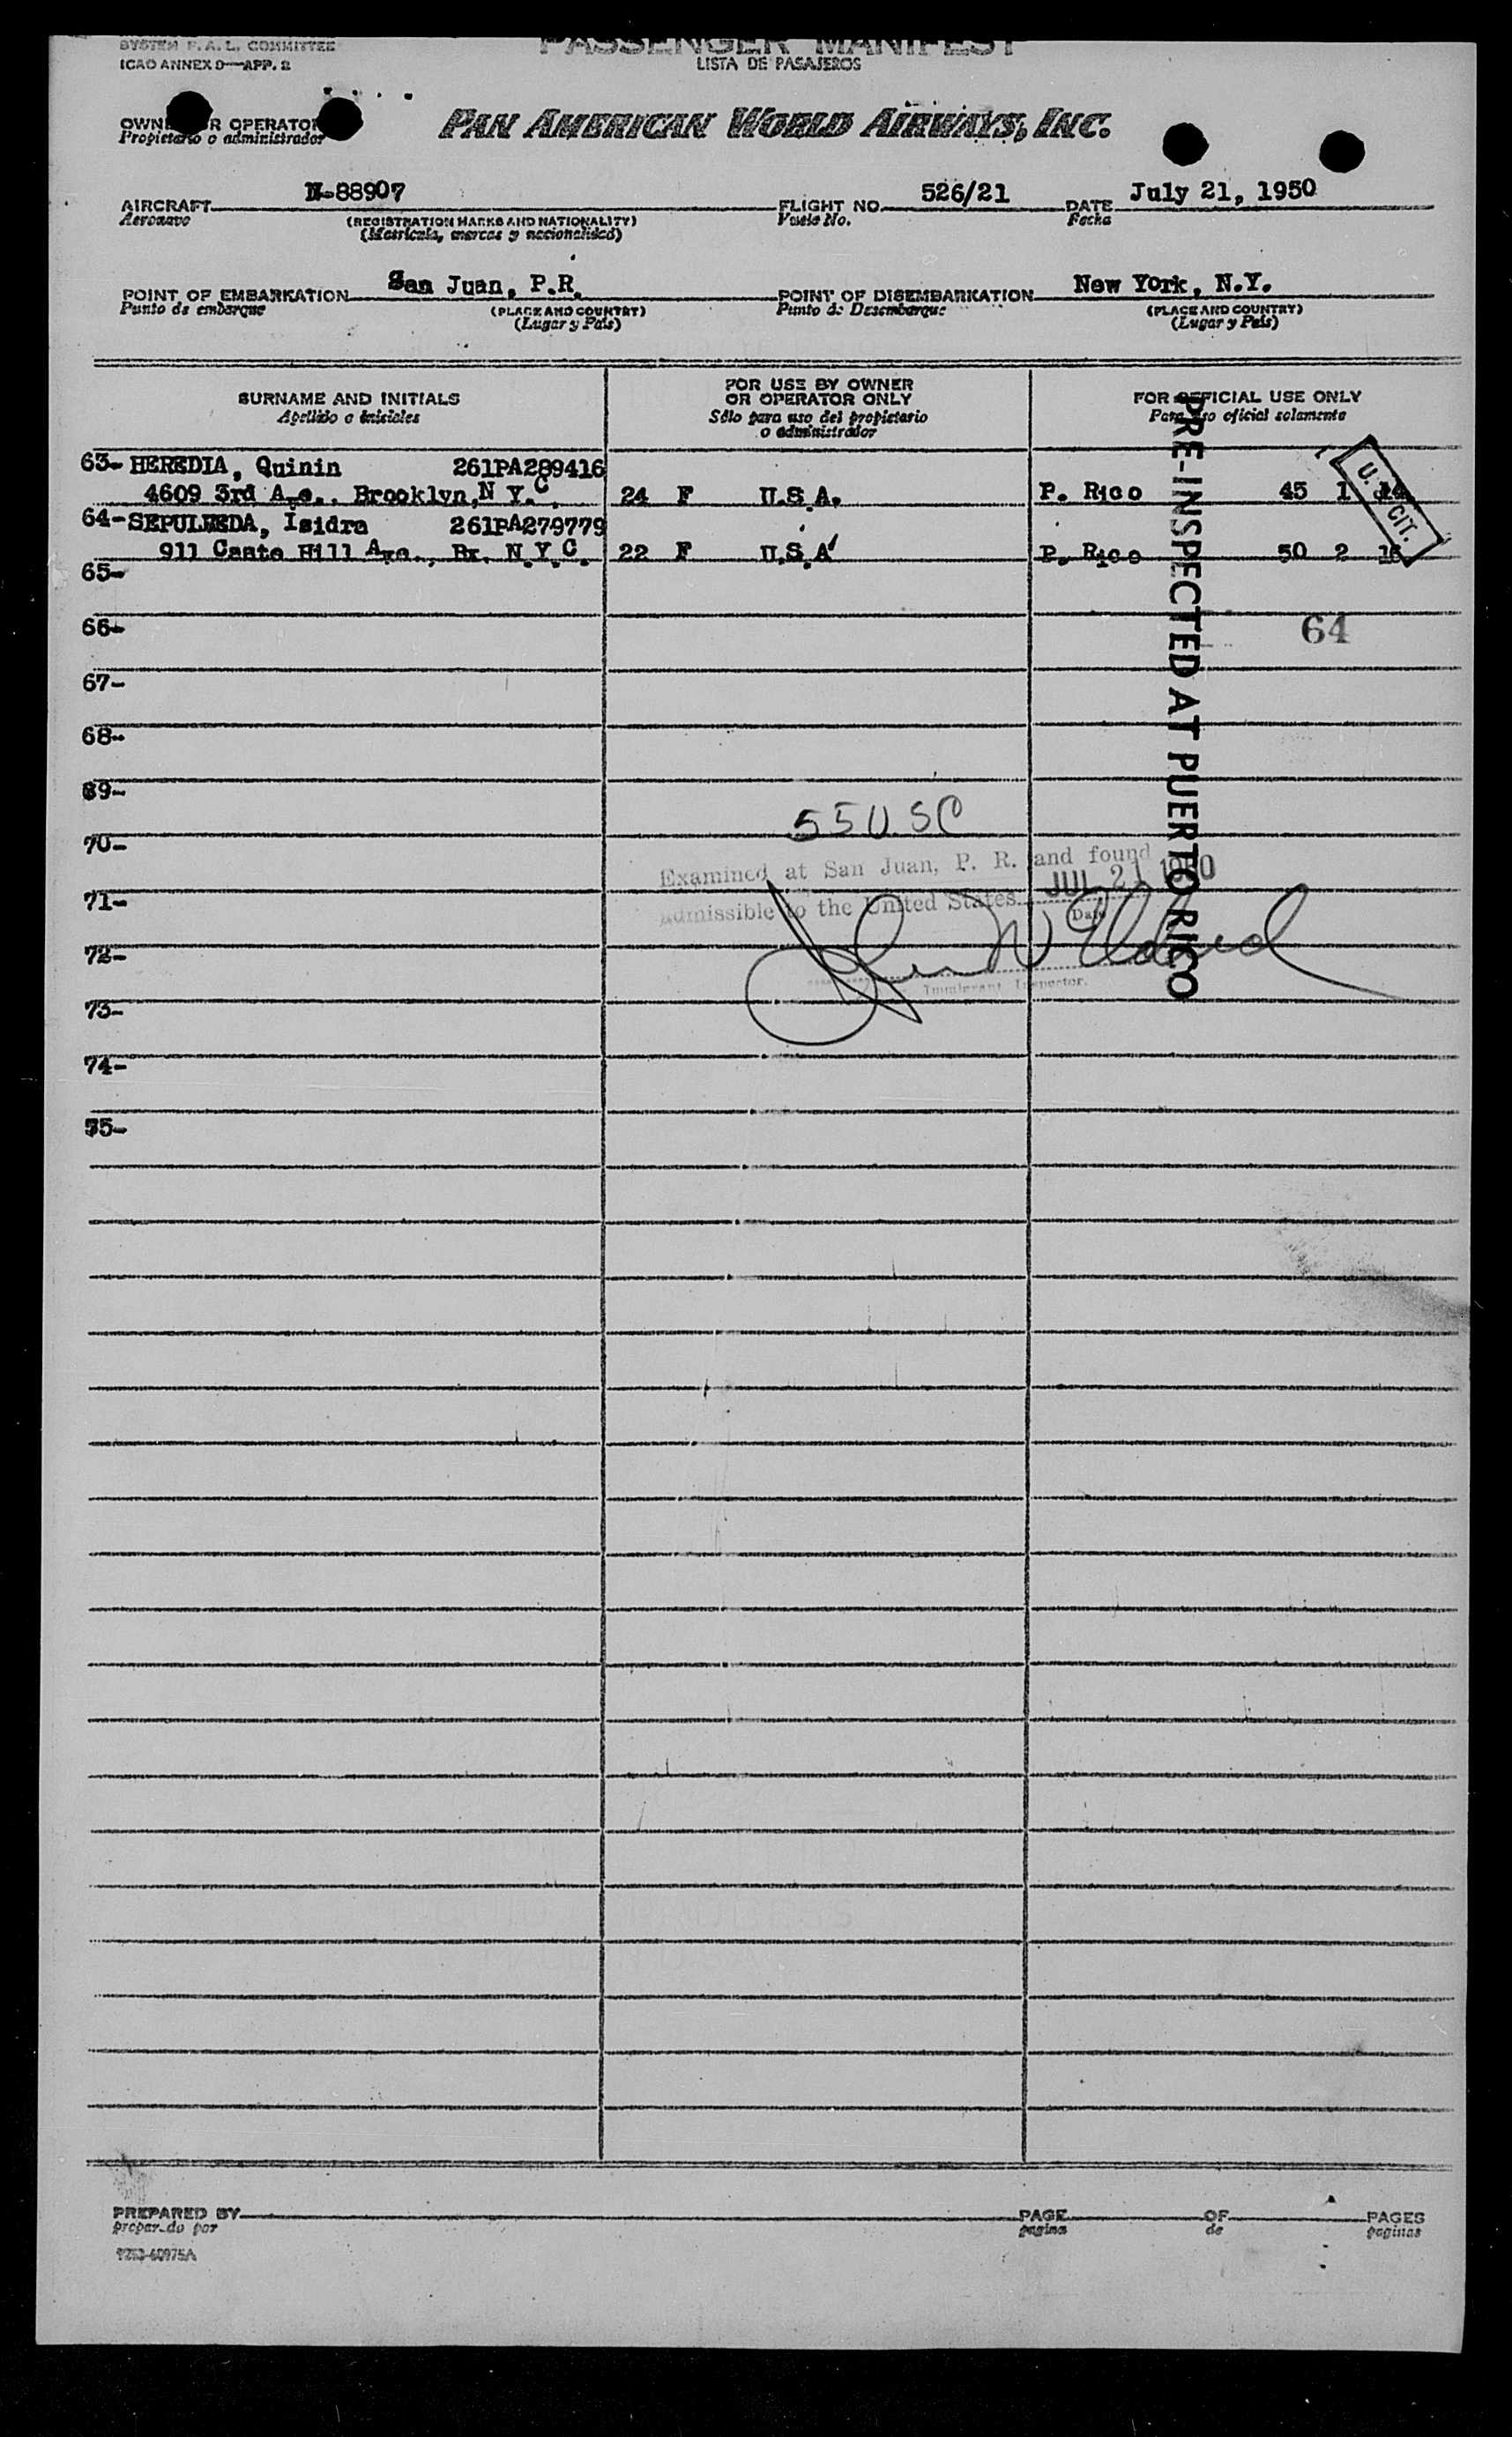 SYSTEM F.A.L. COMMITTEE
ICAO ANNEX 9—APP. 2
PASSENGER MANIFEST
LISTA DE PASAJEROS
OWNER OR OPERATOR
Propietario o administrador
PAN AMERICAN WORLD AIRWAYS, INC.
AIRCRAFT N-88907 FLIGHT NO. 526/21 DATE July 21, 1950
Aeronave (REGISTRATION MARKS AND NATIONALITY) Vuelo No. Fecha
(Matricula, marcas y nacionalidad)
POINT OF EMBARKATION San Juan, P.R. POINT OF DISEMBARKATION New York, N.Y.
Punto de embarque (PLACE AND COUNTRY) Punto de Desembarque (PLACE AND COUNTRY)
(Lugar y País) (Lugar y País)
SURNAME AND INITIALS FOR USE BY OWNER OR OPERATOR ONLY FOR OFFICIAL USE ONLY
Apellido e iniciales Sólo para uso del propietario o administrador Para uso oficial solamente
63- HEREDIA, Quinin 261PA289416
4609 3rd Ave., Brooklyn, N.Y.C. 24 F U.S.A. P. Rico 45 1
64- SEPULVEDA, Isidra 261PA279779
911 Caste Hill Ave., Bx. N.Y.C. 22 F U.S.A P. Rico 50 2 16
U.S. CIT.
PRE-INSPECTED AT PUERTO RICO
65-
66-
64
67-
68-
69-
55 U.SC
70-
Examined at San Juan, P. R. and found
JUL 21 1950
71-
admissible to the United States
Date
72-
Immigrant Inspector.
73-
74-
75-
PREPARED BY PAGE OF PAGES
preparado por pagina de paginas